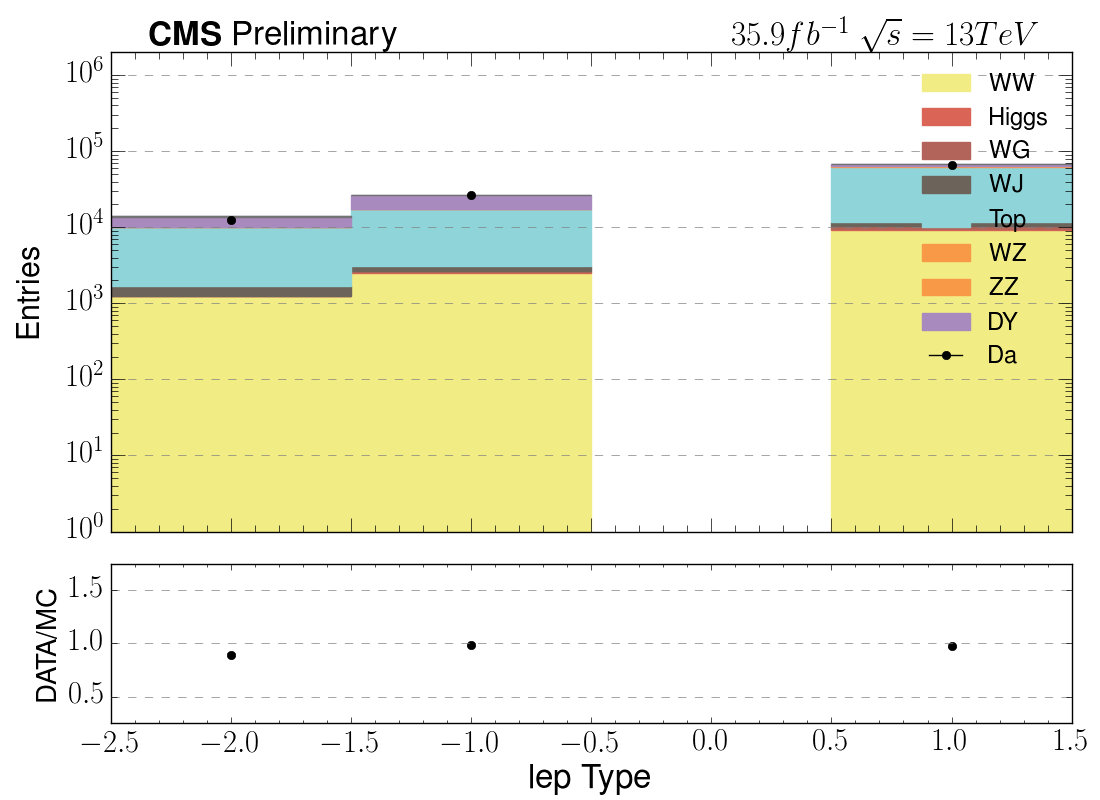 CMS Preliminary
35.9fb⁻¹ √s = 13TeV
Entries
10⁶
10⁵
10⁴
10³
10²
10¹
10⁰
WW
Higgs
WG
WJ
Top
WZ
ZZ
DY
Da
DATA/MC
1.5
1.0
0.5
−2.5 −2.0 −1.5 −1.0 −0.5 0.0 0.5 1.0 1.5
lep Type